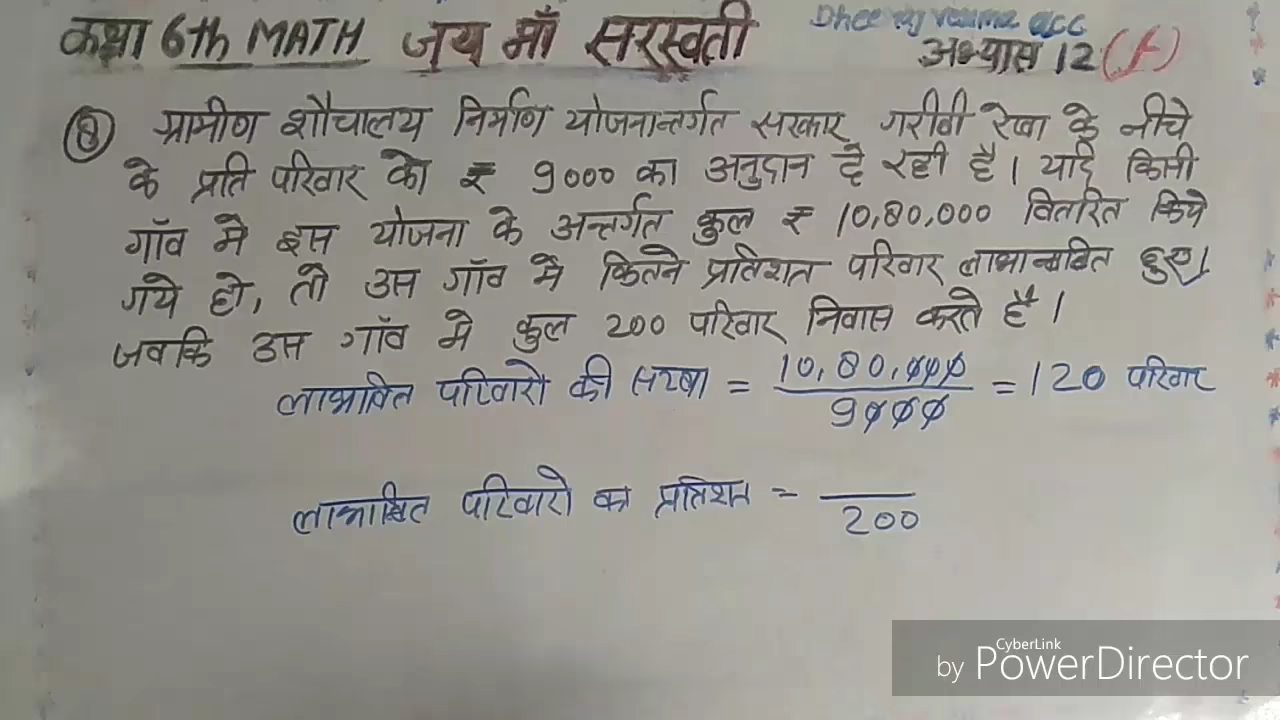 कक्षा 6th MATH जय माँ सरस्वती
अभ्यास 12 (A)
⑧ ग्रामीण शौचालय निर्माण योजनान्तर्गत सरकार गरीबी रेखा के नीचे
के प्रति परिवार को ₹ 9000 का अनुदान दे रही है। यदि किसी
गाँव मे इस योजना के अन्तर्गत कुल ₹ 10,80,000 वितरित किये
गये हो, तो उस गाँव मे कितने प्रतिशत परिवार लाभान्वित हुए।
जबकि उस गाँव मे कुल 200 परिवार निवास करते है।
लाभावित परिवारो की संख्या = 10,80,000 / 9000 = 120 परिवार
लाभान्वित परिवारो का प्रतिशत = / 200
CyberLink
by PowerDirector